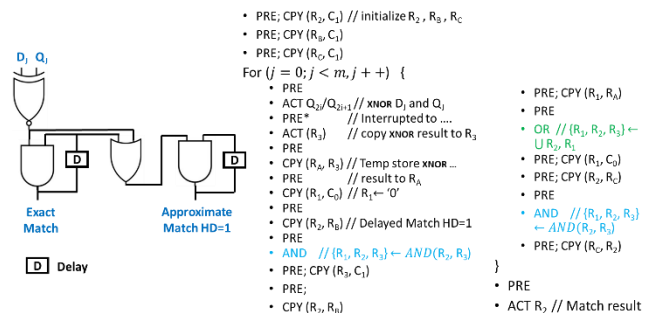 D_J Q_J
D
D
Exact
Match
Approximate
Match HD=1
D Delay
• PRE; CPY (R₂, C₁) // initialize R₂ , R_B , R_C
• PRE; CPY (R_B, C₁)
• PRE; CPY (R_C, C₁)
For (j = 0; j < m, j + +) {
• PRE
• ACT Q₂ᵢ/Q₂ᵢ₊₁ // XNOR D_J and Q_J
• PRE* // Interrupted to ....
• ACT (R₃) // copy XNOR result to R₃
• PRE
• CPY (R_A, R₃) // Temp store XNOR ...
• PRE // result to R_A
• CPY (R₁, C₀) // R₁ ← '0'
• PRE
• CPY (R₂, R_B) // Delayed Match HD=1
• PRE
• AND // {R₁, R₂, R₃} ← AND(R₂, R₃)
• PRE; CPY (R₃, C₁)
• PRE;
• CPY (R₂, R_B)
• PRE; CPY (R₁, R_A)
• PRE
• OR // {R₁, R₂, R₃} ←
∪ R₂, R₁
• PRE; CPY (R₁, C₀)
• PRE; CPY (R₂, R_C)
• PRE
• AND // {R₁, R₂, R₃}
← AND(R₂, R₃)
• PRE; CPY (R_C, R₂)
}
• PRE
• ACT R₂ // Match result